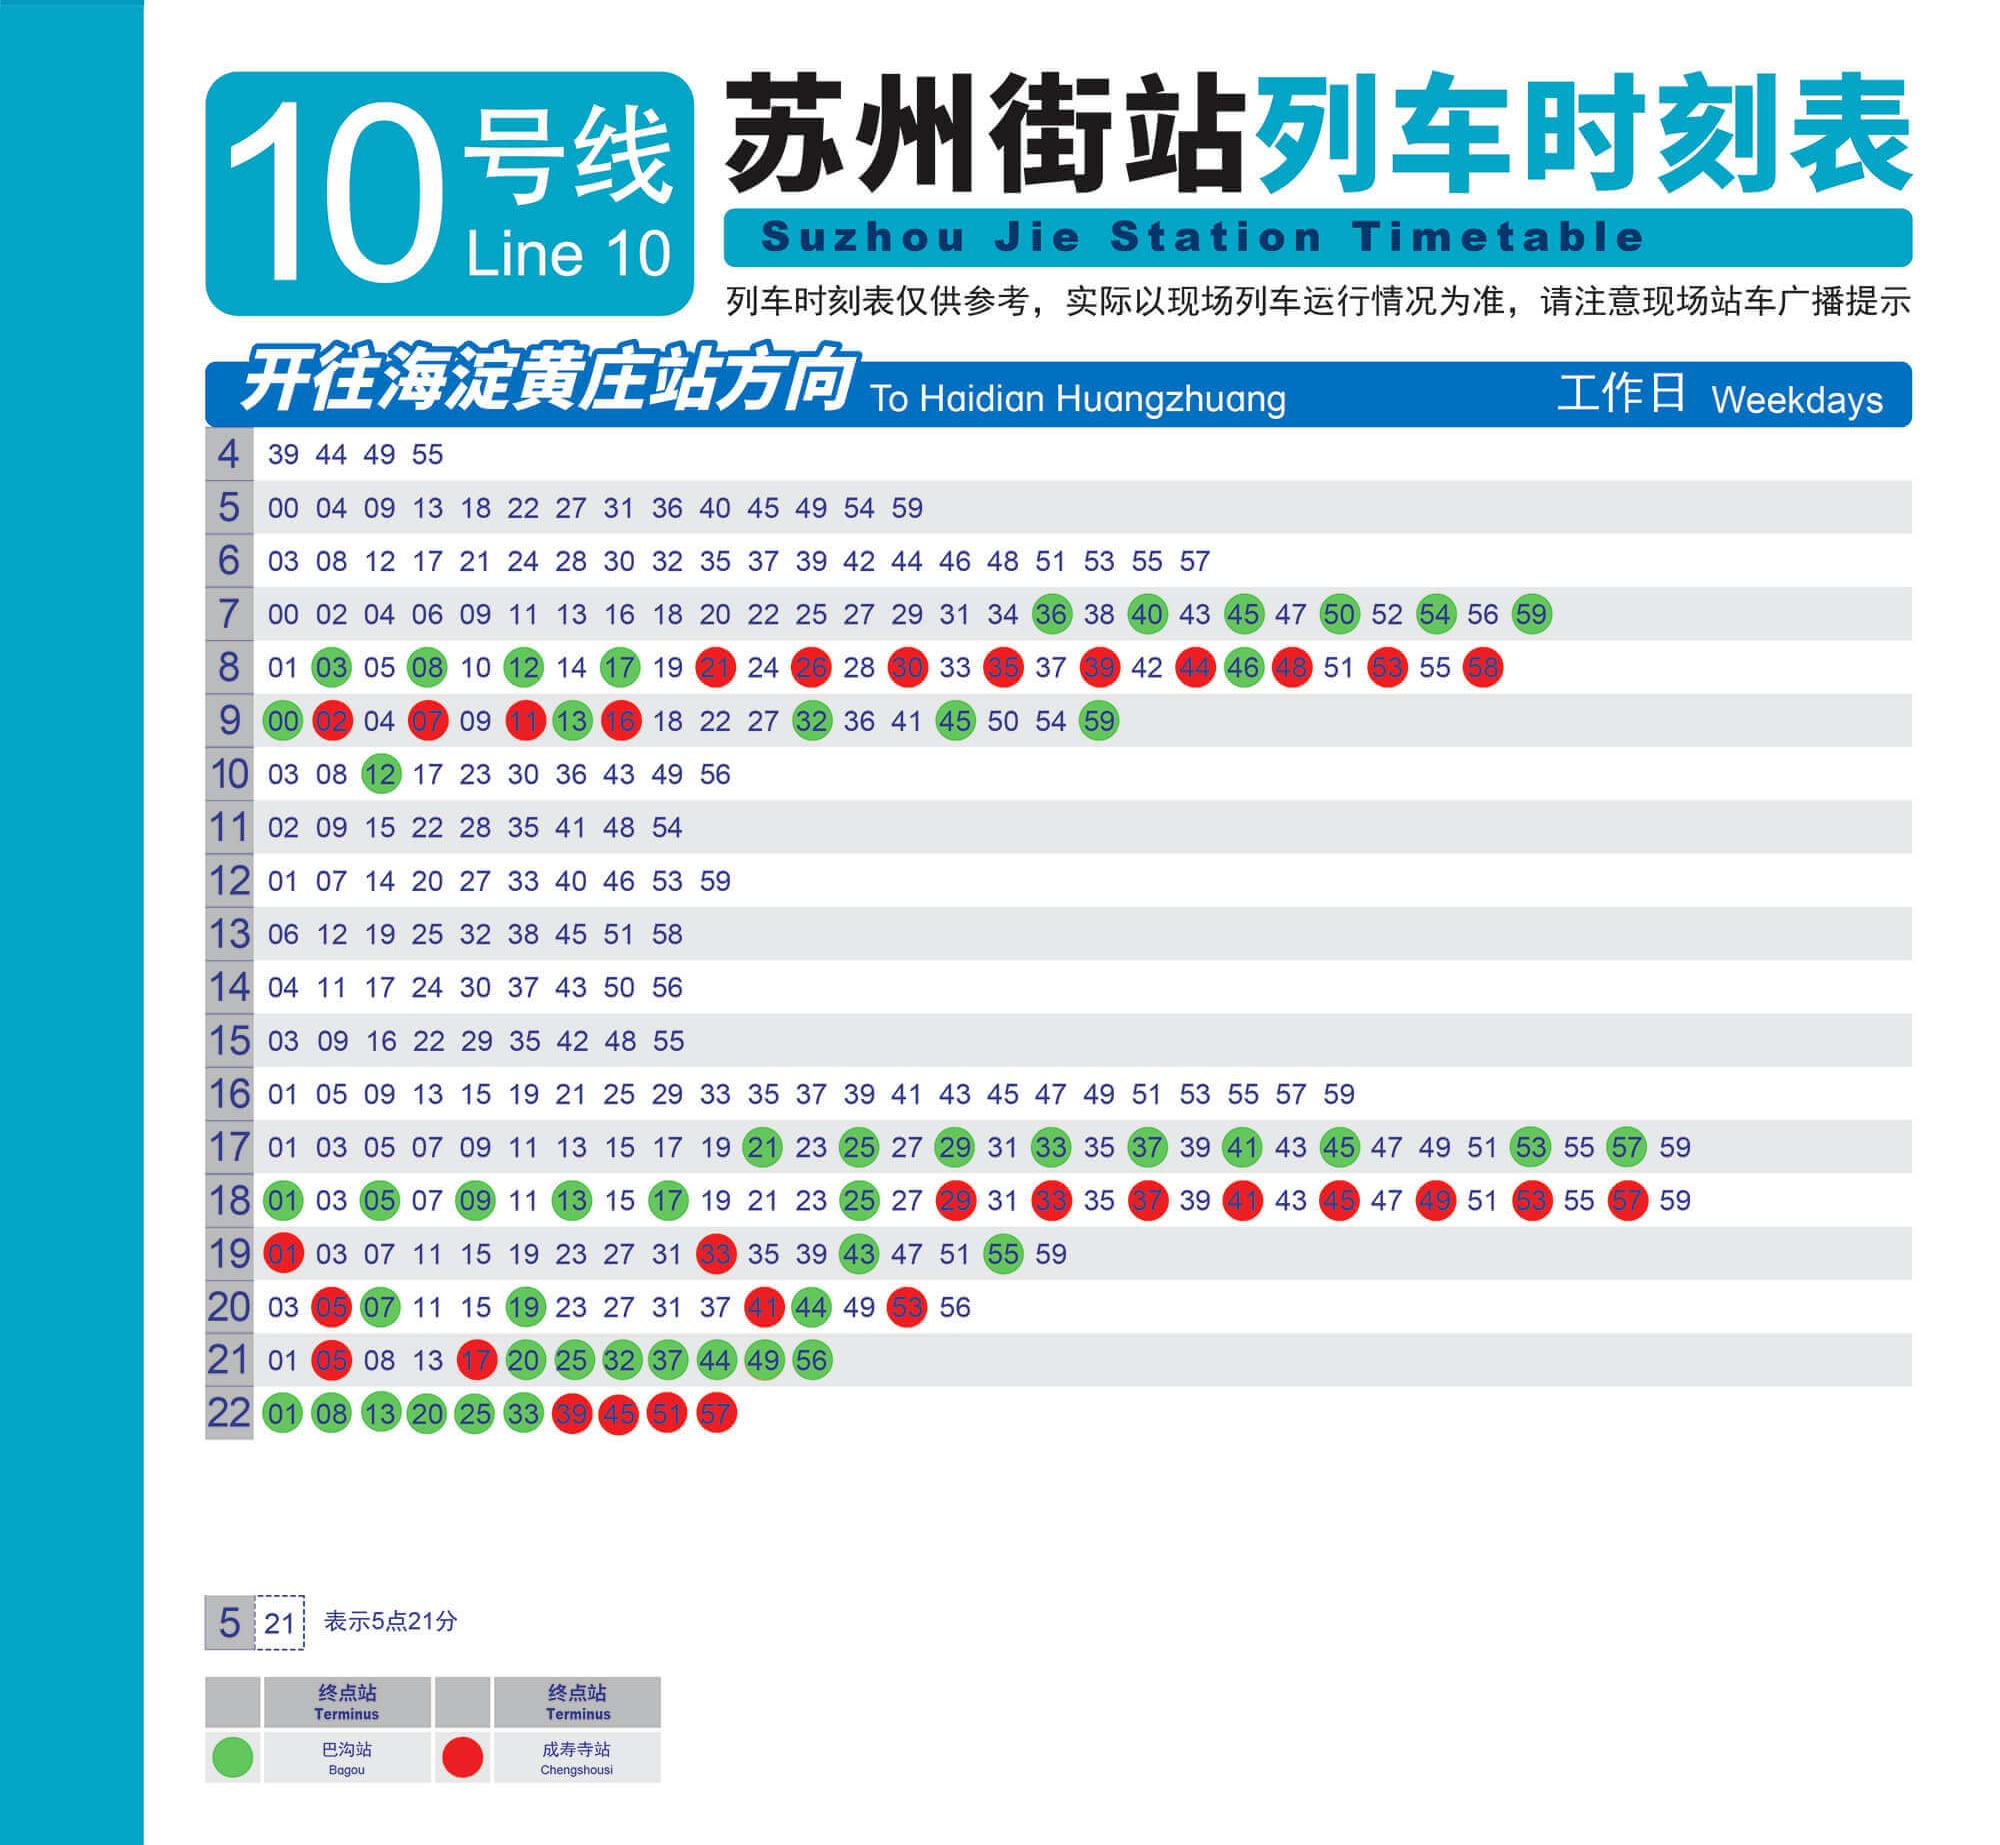 10号线
Line 10
苏州街站列车时刻表
Suzhou Jie Station Timetable
列车时刻表仅供参考，实际以现场列车运行情况为准，请注意现场站车广播提示
开往海淀黄庄站方向 To Haidian Huangzhuang 工作日 Weekdays
4 39 44 49 55
5 00 04 09 13 18 22 27 31 36 40 45 49 54 59
6 03 08 12 17 21 24 28 30 32 35 37 39 42 44 46 48 51 53 55 57
7 00 02 04 06 09 11 13 16 18 20 22 25 27 29 31 34 36 38 40 43 45 47 50 52 54 56 59
8 01 03 05 08 10 12 14 17 19 21 24 26 28 30 33 35 37 39 42 44 46 48 51 53 55 58
9 00 02 04 07 09 11 13 16 18 22 27 32 36 41 45 50 54 59
10 03 08 12 17 23 30 36 43 49 56
11 02 09 15 22 28 35 41 48 54
12 01 07 14 20 27 33 40 46 53 59
13 06 12 19 25 32 38 45 51 58
14 04 11 17 24 30 37 43 50 56
15 03 09 16 22 29 35 42 48 55
16 01 05 09 13 15 19 21 25 29 33 35 37 39 41 43 45 47 49 51 53 55 57 59
17 01 03 05 07 09 11 13 15 17 19 21 23 25 27 29 31 33 35 37 39 41 43 45 47 49 51 53 55 57 59
18 01 03 05 07 09 11 13 15 17 19 21 23 25 27 29 31 33 35 37 39 41 43 45 47 49 51 53 55 57 59
19 01 03 07 11 15 19 23 27 31 33 35 39 43 47 51 55 59
20 03 05 07 11 15 19 23 27 31 37 41 44 49 53 56
21 01 05 08 13 17 20 25 32 37 44 49 56
22 01 08 13 20 25 33 39 45 51 57
5 21 表示5点21分
终点站 终点站
Terminus Terminus
巴沟站 成寿寺站
Bagou Chengshousi